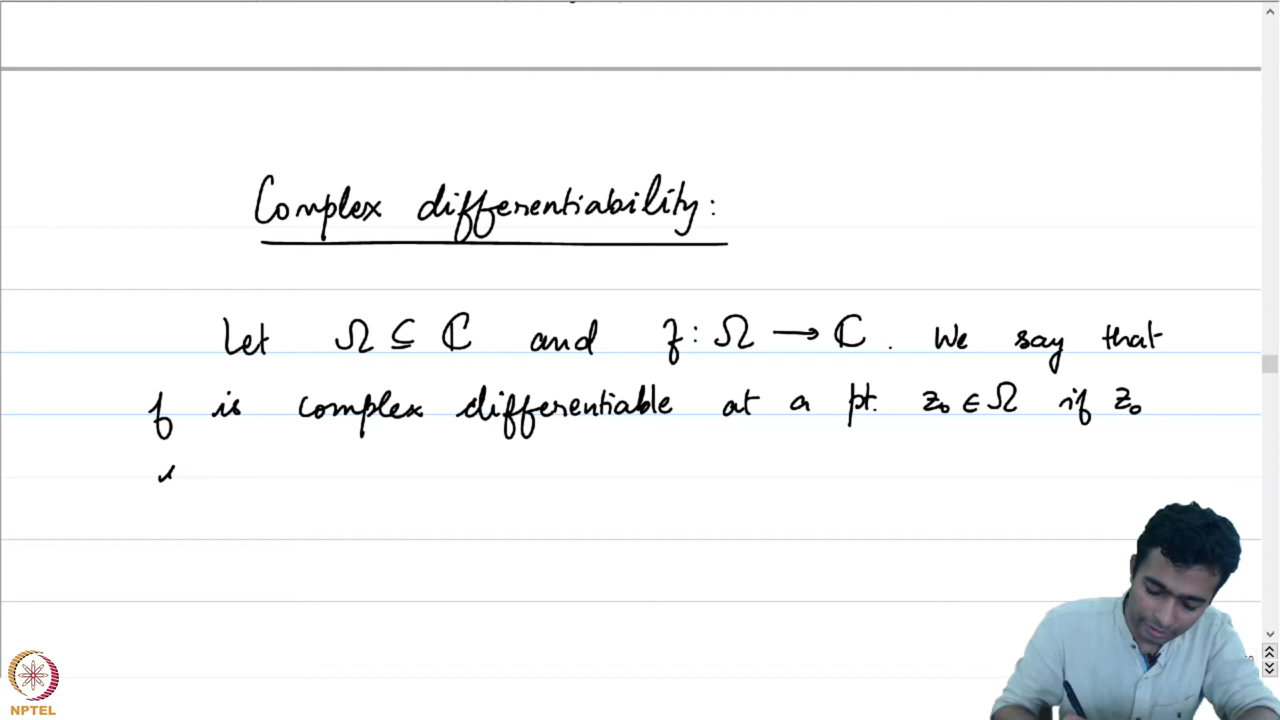 Complex differentiability:
Let Ω ⊆ ℂ and f : Ω → ℂ. We say that
f is complex differentiable at a pt. z₀ ∈ Ω if z₀
NPTEL